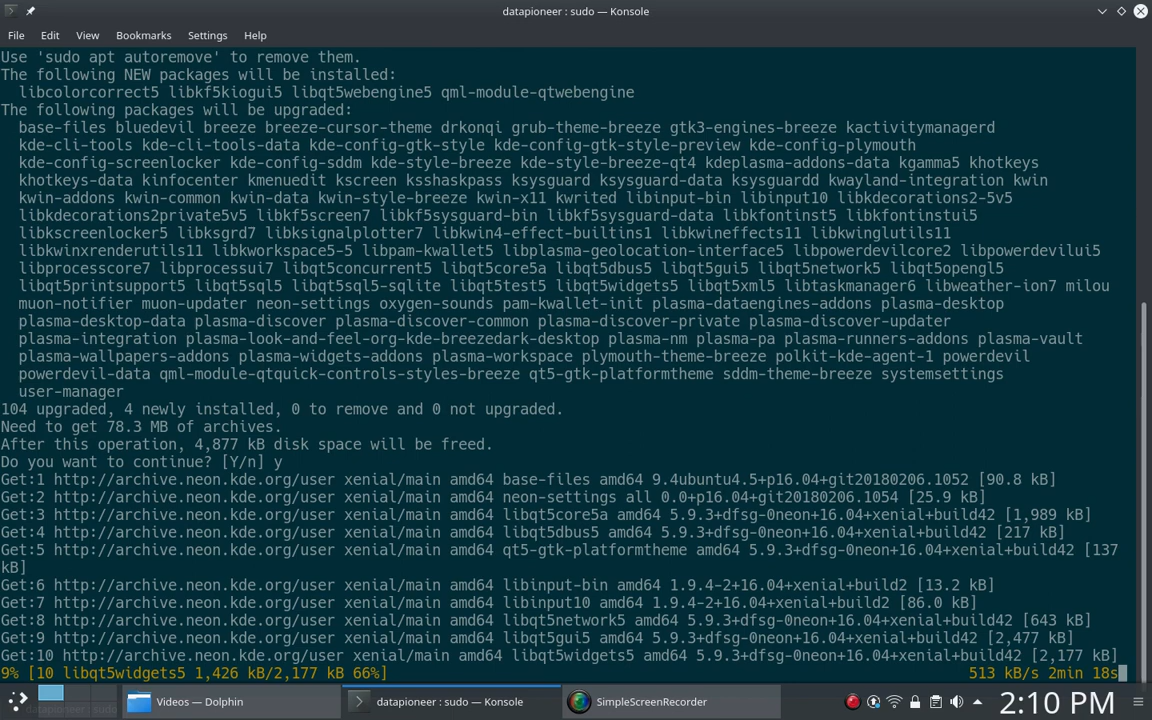 datapioneer : sudo — Konsole
File Edit View Bookmarks Settings Help
Use 'sudo apt autoremove' to remove them.
The following NEW packages will be installed:
libcolorcorrect5 libkf5kiogui5 libqt5webengine5 qml-module-qtwebengine
The following packages will be upgraded:
base-files bluedevil breeze breeze-cursor-theme drkonqi grub-theme-breeze gtk3-engines-breeze kactivitymanagerd
kde-cli-tools kde-cli-tools-data kde-config-gtk-style kde-config-gtk-style-preview kde-config-plymouth
kde-config-screenlocker kde-config-sddm kde-style-breeze kde-style-breeze-qt4 kdeplasma-addons-data kgamma5 khotkeys
khotkeys-data kinfocenter kmenuedit kscreen ksshaskpass ksysguard ksysguard-data ksysguardd kwayland-integration kwin
kwin-addons kwin-common kwin-data kwin-style-breeze kwin-x11 kwrited libinput-bin libinput10 libkdecorations2-5v5
libkdecorations2private5v5 libkf5screen7 libkf5sysguard-bin libkf5sysguard-data libkfontinst5 libkfontinstui5
libkscreenlocker5 libksgrd7 libksignalplotter7 libkwin4-effect-builtins1 libkwineffects11 libkwinglutils11
libkwinxrenderutils11 libkworkspace5-5 libpam-kwallet5 libplasma-geolocation-interface5 libpowerdevilcore2 libpowerdevilui5
libprocesscore7 libprocessui7 libqt5concurrent5 libqt5core5a libqt5dbus5 libqt5gui5 libqt5network5 libqt5opengl5
libqt5printsupport5 libqt5sql5 libqt5sql5-sqlite libqt5test5 libqt5widgets5 libqt5xml5 libtaskmanager6 libweather-ion7 milou
muon-notifier muon-updater neon-settings oxygen-sounds pam-kwallet-init plasma-dataengines-addons plasma-desktop
plasma-desktop-data plasma-discover plasma-discover-common plasma-discover-private plasma-discover-updater
plasma-integration plasma-look-and-feel-org-kde-breezedark-desktop plasma-nm plasma-pa plasma-runners-addons plasma-vault
plasma-wallpapers-addons plasma-widgets-addons plasma-workspace plymouth-theme-breeze polkit-kde-agent-1 powerdevil
powerdevil-data qml-module-qtquick-controls-styles-breeze qt5-gtk-platformtheme sddm-theme-breeze systemsettings
user-manager
104 upgraded, 4 newly installed, 0 to remove and 0 not upgraded.
Need to get 78.3 MB of archives.
After this operation, 4,877 kB disk space will be freed.
Do you want to continue? [Y/n] y
Get:1 http://archive.neon.kde.org/user xenial/main amd64 base-files amd64 9.4ubuntu4.5+p16.04+git20180206.1052 [90.8 kB]
Get:2 http://archive.neon.kde.org/user xenial/main amd64 neon-settings all 0.0+p16.04+git20180206.1054 [25.9 kB]
Get:3 http://archive.neon.kde.org/user xenial/main amd64 libqt5core5a amd64 5.9.3+dfsg-0neon+16.04+xenial+build42 [1,989 kB]
Get:4 http://archive.neon.kde.org/user xenial/main amd64 libqt5dbus5 amd64 5.9.3+dfsg-0neon+16.04+xenial+build42 [217 kB]
Get:5 http://archive.neon.kde.org/user xenial/main amd64 qt5-gtk-platformtheme amd64 5.9.3+dfsg-0neon+16.04+xenial+build42 [137
kB]
Get:6 http://archive.neon.kde.org/user xenial/main amd64 libinput-bin amd64 1.9.4-2+16.04+xenial+build2 [13.2 kB]
Get:7 http://archive.neon.kde.org/user xenial/main amd64 libinput10 amd64 1.9.4-2+16.04+xenial+build2 [86.0 kB]
Get:8 http://archive.neon.kde.org/user xenial/main amd64 libqt5network5 amd64 5.9.3+dfsg-0neon+16.04+xenial+build42 [643 kB]
Get:9 http://archive.neon.kde.org/user xenial/main amd64 libqt5gui5 amd64 5.9.3+dfsg-0neon+16.04+xenial+build42 [2,477 kB]
Get:10 http://archive.neon.kde.org/user xenial/main amd64 libqt5widgets5 amd64 5.9.3+dfsg-0neon+16.04+xenial+build42 [2,177 kB]
9% [10 libqt5widgets5 1,426 kB/2,177 kB 66%] 513 kB/s 2min 18s
datapioneer : sudo
Videos — Dolphin
datapioneer : sudo — Konsole
SimpleScreenRecorder
2:10 PM